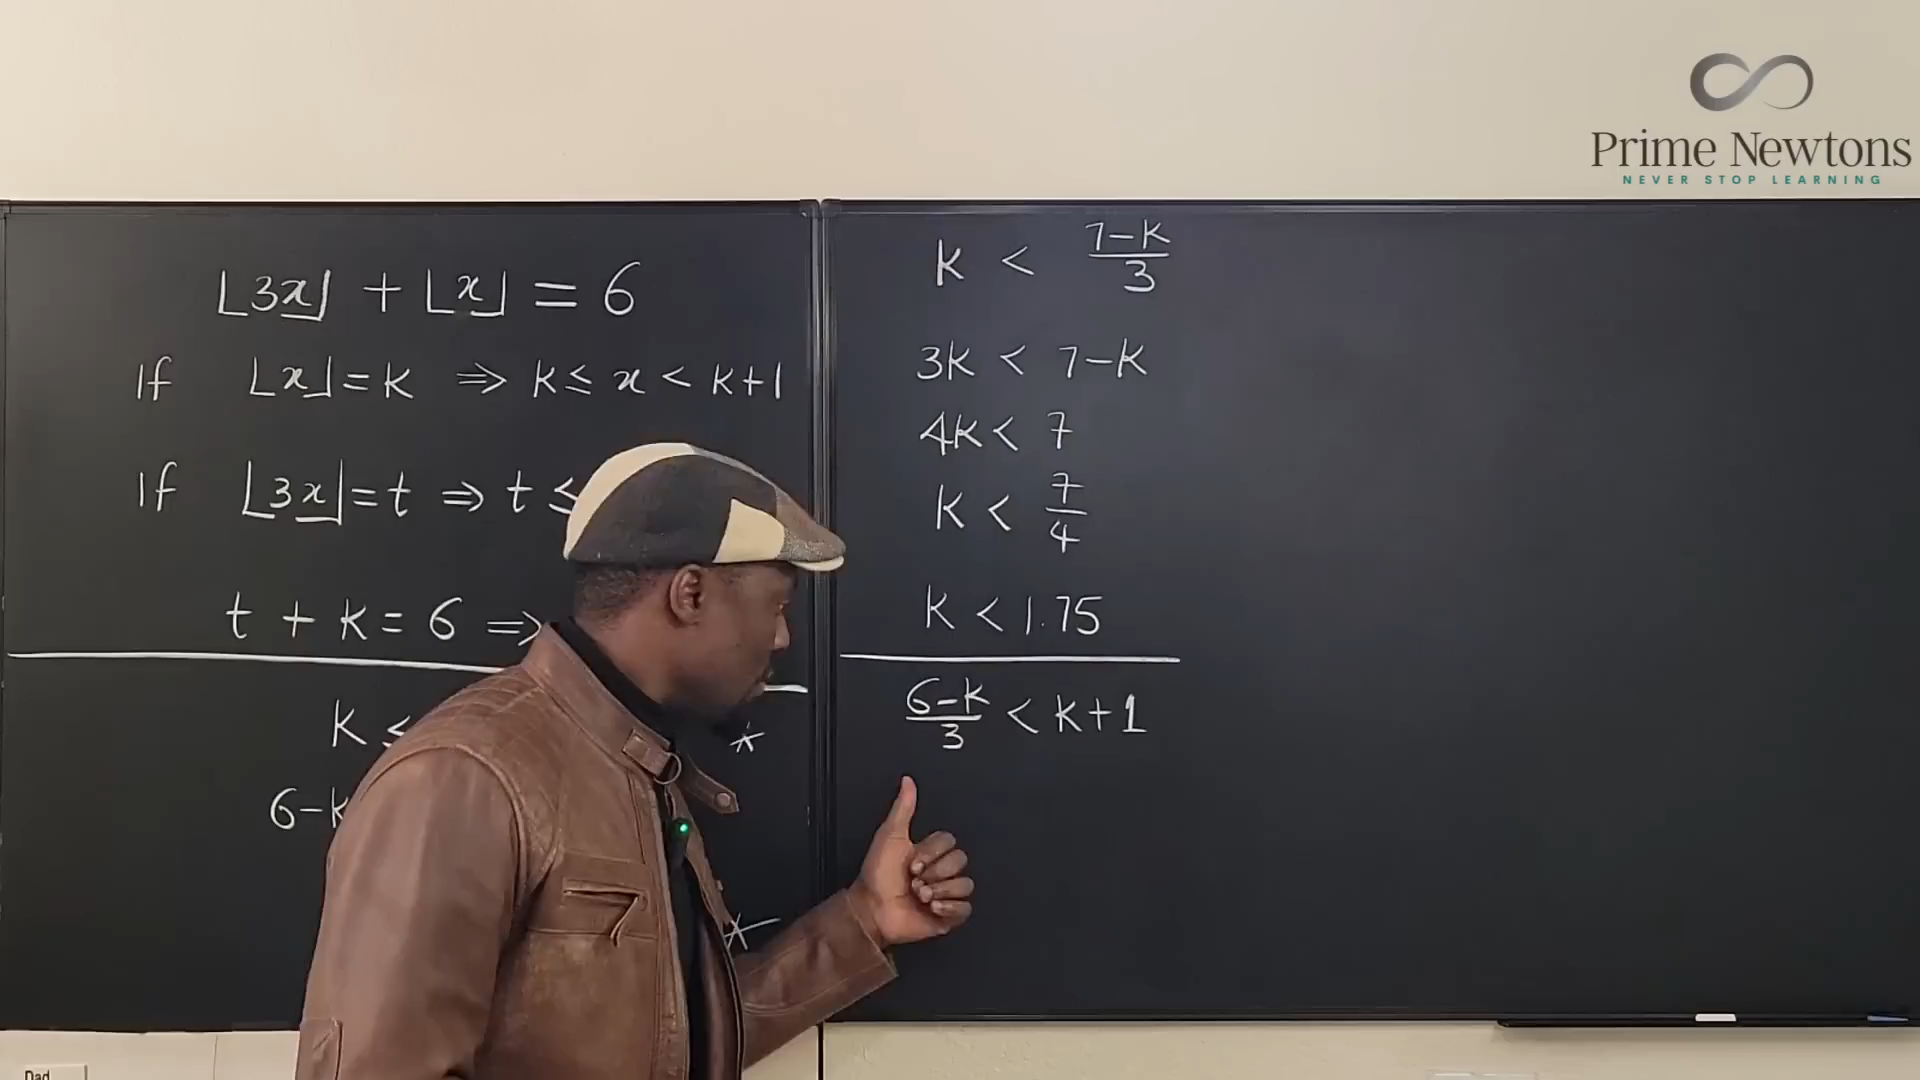 Prime Newtons
NEVER STOP LEARNING
⌊3x⌋ + ⌊x⌋ = 6
If ⌊x⌋ = k ⇒ k ≤ x < k+1
If ⌊3x⌋ = t ⇒ t ≤
t + k = 6 ⇒
k ≤
*
6-k
*
k < (7-k)/3
3k < 7-k
4k < 7
k < 7/4
k < 1.75
(6-k)/3 < k+1
Dad